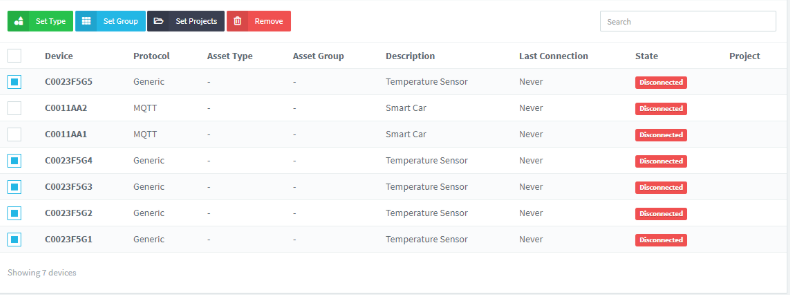 Set Type Set Group Set Projects Remove Search
Device Protocol Asset Type Asset Group Description Last Connection State Project
C0023F5G5 Generic - - Temperature Sensor Never Disconnected
C0011AA2 MQTT - - Smart Car Never Disconnected
C0011AA1 MQTT - - Smart Car Never Disconnected
C0023F5G4 Generic - - Temperature Sensor Never Disconnected
C0023F5G3 Generic - - Temperature Sensor Never Disconnected
C0023F5G2 Generic - - Temperature Sensor Never Disconnected
C0023F5G1 Generic - - Temperature Sensor Never Disconnected
Showing 7 devices